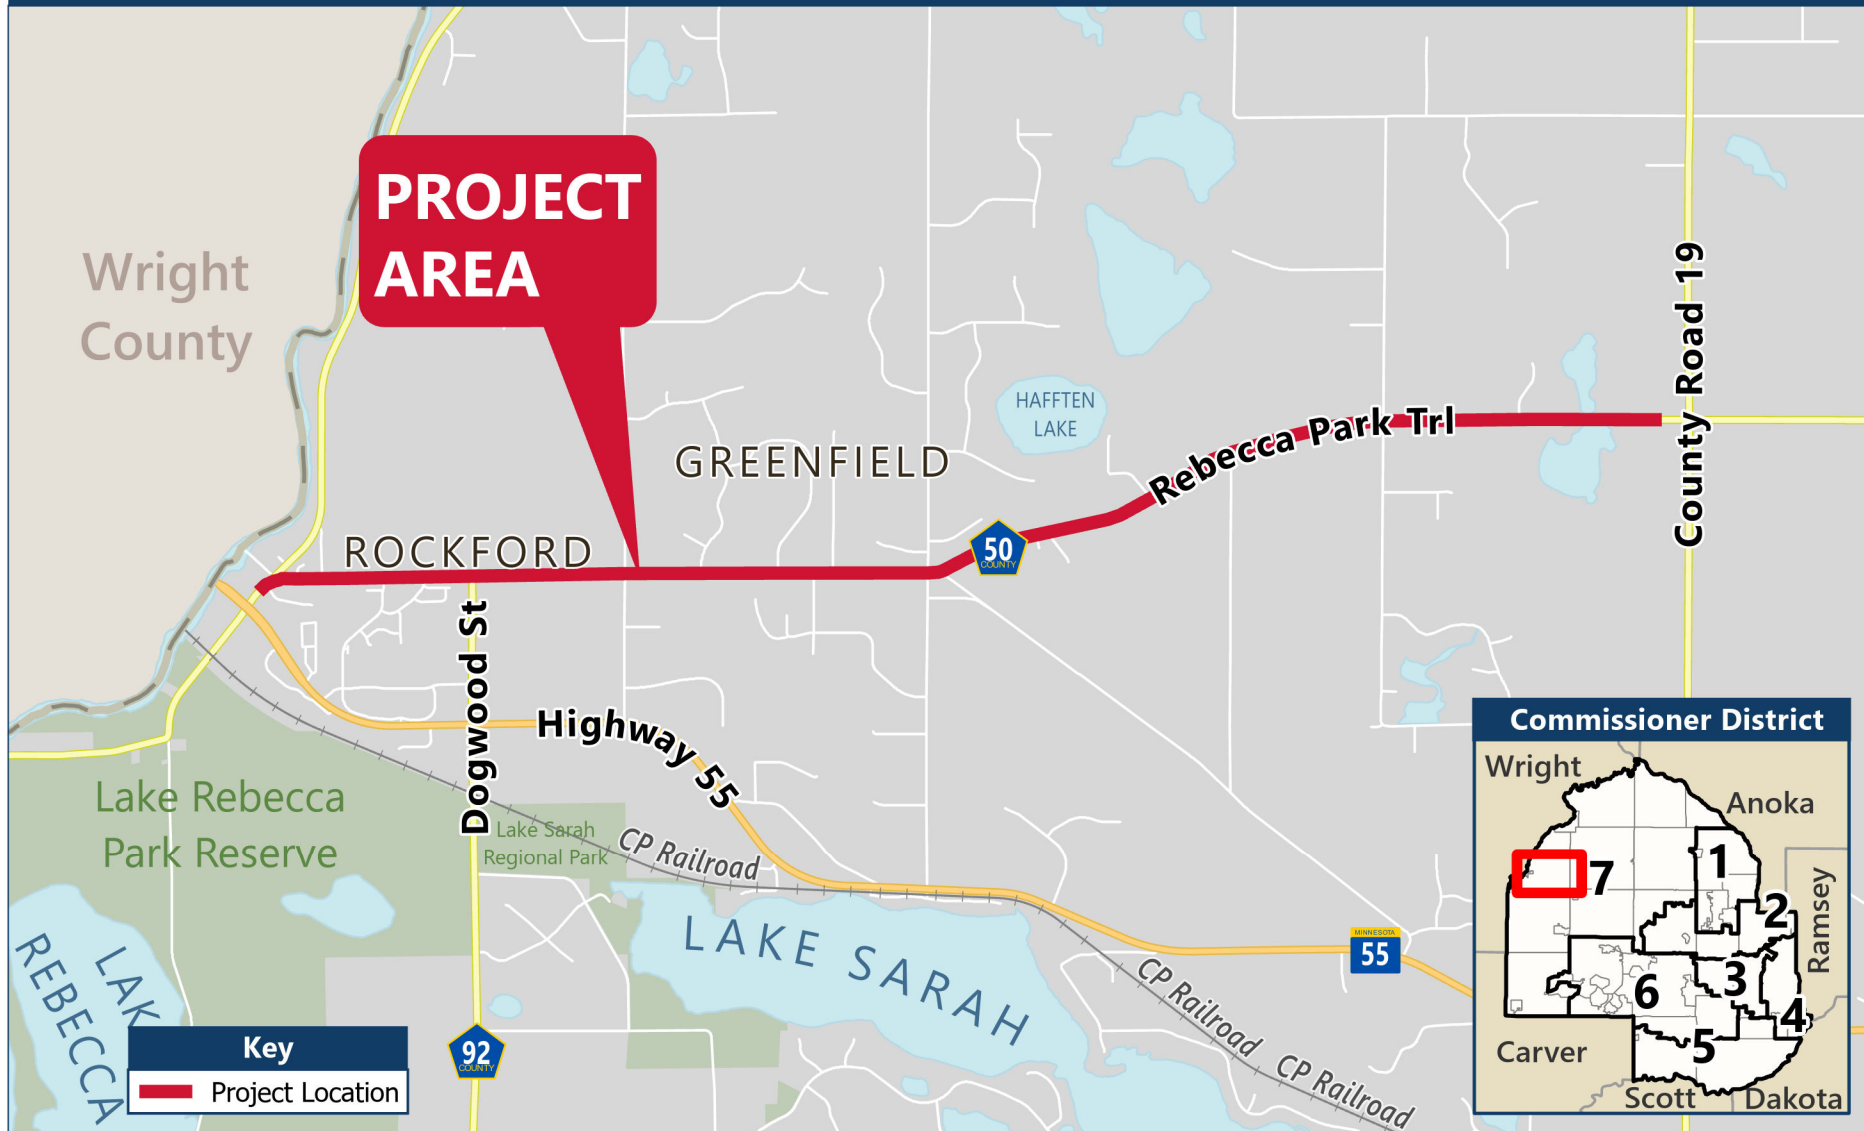 PROJECT
AREA
Wright
County
County Road 19
HAFFTEN
LAKE
Rebecca Park Trl
GREENFIELD
ROCKFORD
50
COUNTY
Dogwood St
Highway 55
Lake Rebecca
Park Reserve
Lake Sarah
Regional Park
CP Railroad
LAKE SARAH
MINNESOTA
55
CP Railroad
CP Railroad
LAK
REBECCA
92
COUNTY
Key
Project Location
Commissioner District
Wright
Anoka
1
7
2
Ramsey
3
6
4
5
Carver
Scott
Dakota